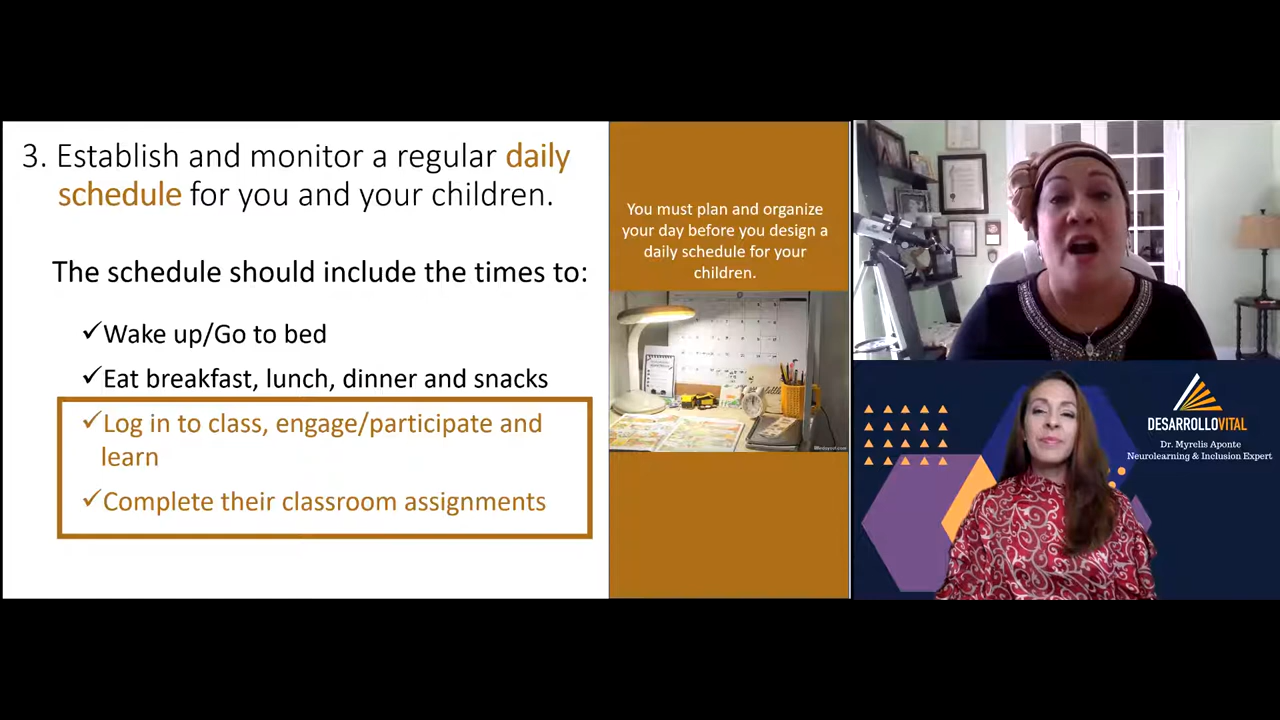 3. Establish and monitor a regular daily
schedule for you and your children.
The schedule should include the times to:
✓Wake up/Go to bed
✓Eat breakfast, lunch, dinner and snacks
✓Log in to class, engage/participate and
learn
✓Complete their classroom assignments
You must plan and organize
your day before you design a
daily schedule for your
children.
DESARROLLOVITAL
Dr. Myrelis Aponte
Neurolearning & Inclusion Expert